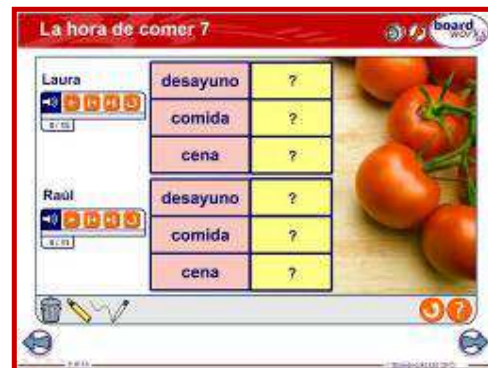 La hora de comer 7
board
works
Laura
desayuno ?
comida ?
cena ?
Raúl
desayuno ?
comida ?
cena ?
?